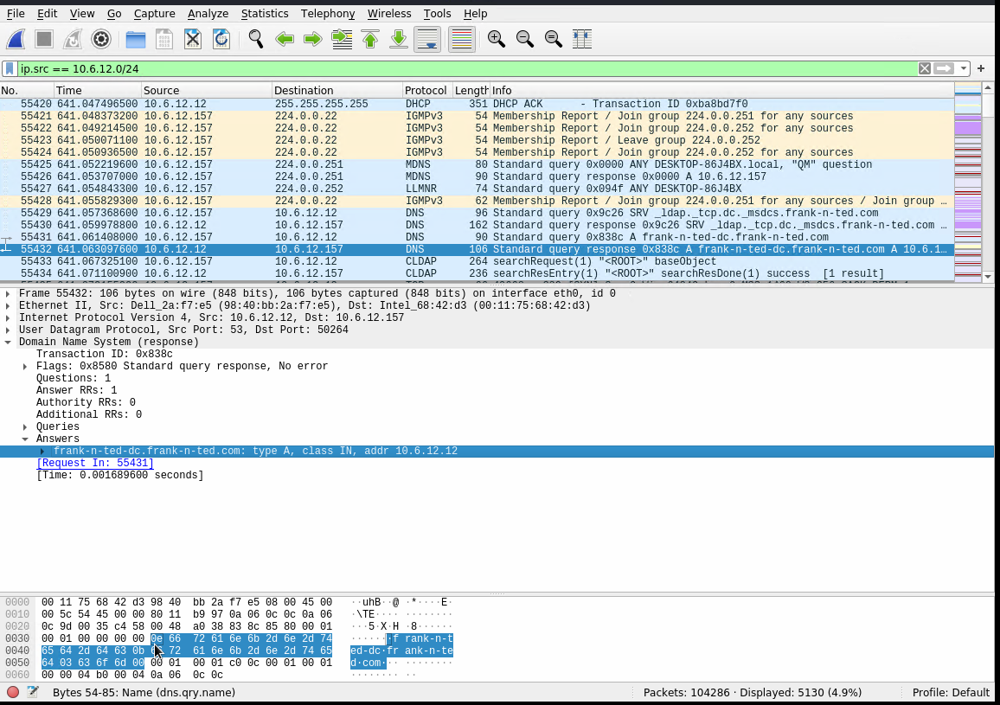 File Edit View Go Capture Analyze Statistics Telephony Wireless Tools Help
ip.src == 10.6.12.0/24
No. Time Source Destination Protocol Length Info
55420 641.047496500 10.6.12.12 255.255.255.255 DHCP 351 DHCP ACK - Transaction ID 0xba8bd7f0
55421 641.048373200 10.6.12.157 224.0.0.22 IGMPv3 54 Membership Report / Join group 224.0.0.251 for any sources
55422 641.049214500 10.6.12.157 224.0.0.22 IGMPv3 54 Membership Report / Join group 224.0.0.252 for any sources
55423 641.050071100 10.6.12.157 224.0.0.22 IGMPv3 54 Membership Report / Leave group 224.0.0.252
55424 641.050936500 10.6.12.157 224.0.0.22 IGMPv3 54 Membership Report / Join group 224.0.0.252 for any sources
55425 641.052219600 10.6.12.157 224.0.0.251 MDNS 80 Standard query 0x0000 ANY DESKTOP-86J4BX.local, "QM" question
55426 641.053707000 10.6.12.157 224.0.0.251 MDNS 90 Standard query response 0x0000 A 10.6.12.157
55427 641.054843300 10.6.12.157 224.0.0.252 LLMNR 74 Standard query 0x094f ANY DESKTOP-86J4BX
55428 641.055829300 10.6.12.157 224.0.0.22 IGMPv3 62 Membership Report / Join group 224.0.0.251 for any sources / Join group …
55429 641.057368600 10.6.12.157 10.6.12.12 DNS 96 Standard query 0x9c26 SRV _ldap._tcp.dc._msdcs.frank-n-ted.com
55430 641.059978800 10.6.12.12 10.6.12.157 DNS 162 Standard query response 0x9c26 SRV _ldap._tcp.dc._msdcs.frank-n-ted.com …
55431 641.061408000 10.6.12.157 10.6.12.12 DNS 90 Standard query 0x838c A frank-n-ted-dc.frank-n-ted.com
55432 641.063097600 10.6.12.12 10.6.12.157 DNS 106 Standard query response 0x838c A frank-n-ted-dc.frank-n-ted.com A 10.6.1…
55433 641.067325100 10.6.12.157 10.6.12.12 CLDAP 264 searchRequest(1) "<ROOT>" baseObject
55434 641.071100900 10.6.12.12 10.6.12.157 CLDAP 236 searchResEntry(1) "<ROOT>" searchResDone(1) success [1 result]
Frame 55432: 106 bytes on wire (848 bits), 106 bytes captured (848 bits) on interface eth0, id 0
Ethernet II, Src: Dell_2a:f7:e5 (98:40:bb:2a:f7:e5), Dst: Intel_68:42:d3 (00:11:75:68:42:d3)
Internet Protocol Version 4, Src: 10.6.12.12, Dst: 10.6.12.157
User Datagram Protocol, Src Port: 53, Dst Port: 50264
Domain Name System (response)
Transaction ID: 0x838c
Flags: 0x8580 Standard query response, No error
Questions: 1
Answer RRs: 1
Authority RRs: 0
Additional RRs: 0
Queries
Answers
frank-n-ted-dc.frank-n-ted.com: type A, class IN, addr 10.6.12.12
[Request In: 55431]
[Time: 0.001689600 seconds]
0000 00 11 75 68 42 d3 98 40 bb 2a f7 e5 08 00 45 00 ··uhB··@ ·*····E·
0010 00 5c 54 45 00 00 80 11 b9 97 0a 06 0c 0c 0a 06 ·\TE···· ········
0020 0c 9d 00 35 c4 58 00 48 a0 38 83 8c 85 80 00 01 ···5·X·H ·8······
0030 00 01 00 00 00 00 0e 66 72 61 6e 6b 2d 6e 2d 74 ·······f rank-n-t
0040 65 64 2d 64 63 0b 72 61 6e 6b 2d 6e 2d 74 65 ed-dc·fr ank-n-te
0050 64 03 63 6f 6d 00 00 01 00 01 c0 0c 00 01 00 01 d·com··· ········
0060 00 00 04 b0 00 04 0a 06 0c 0c ········ ··
Bytes 54-85: Name (dns.qry.name) Packets: 104286 · Displayed: 5130 (4.9%) Profile: Default